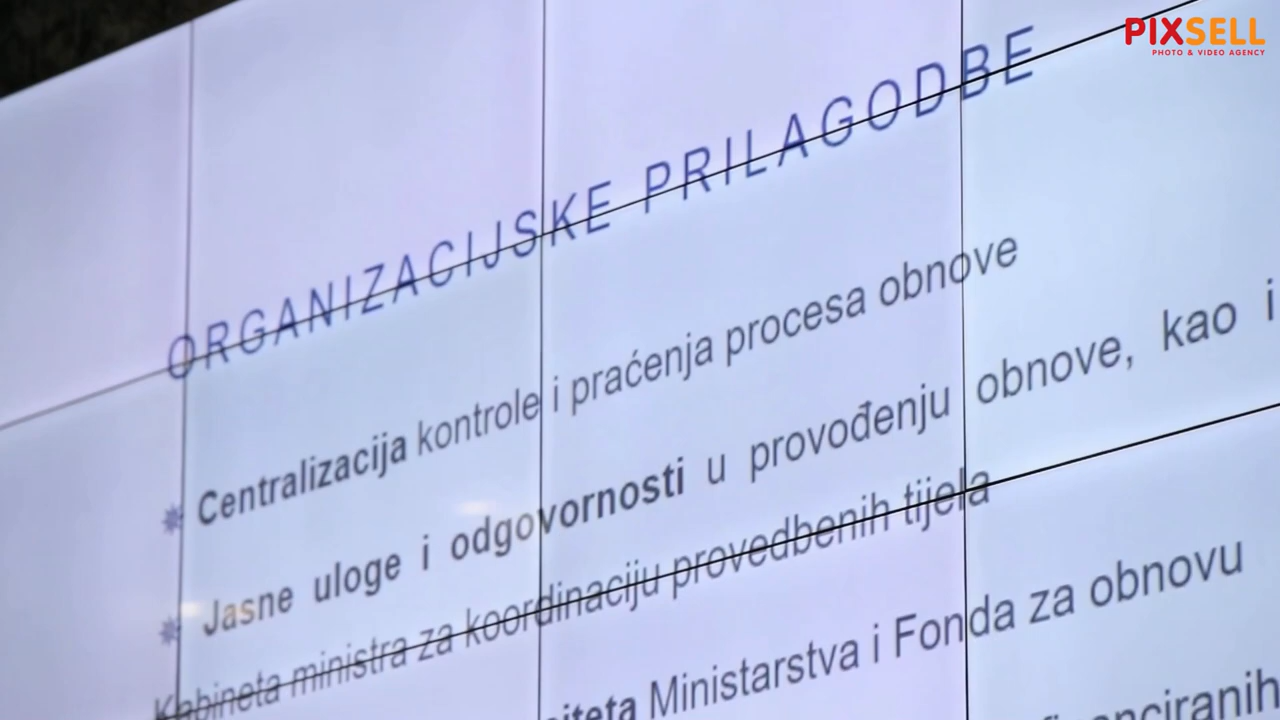 PIXSELL
PHOTO & VIDEO AGENCY
ORGANIZACIJSKE PRILAGODBE
Centralizacija kontrole i praćenja procesa obnove
Jasne uloge i odgovornosti u provođenju obnove, kao i
Kabineta ministra za koordinaciju provedbenih tijela
Ministarstva i Fonda za obnovu